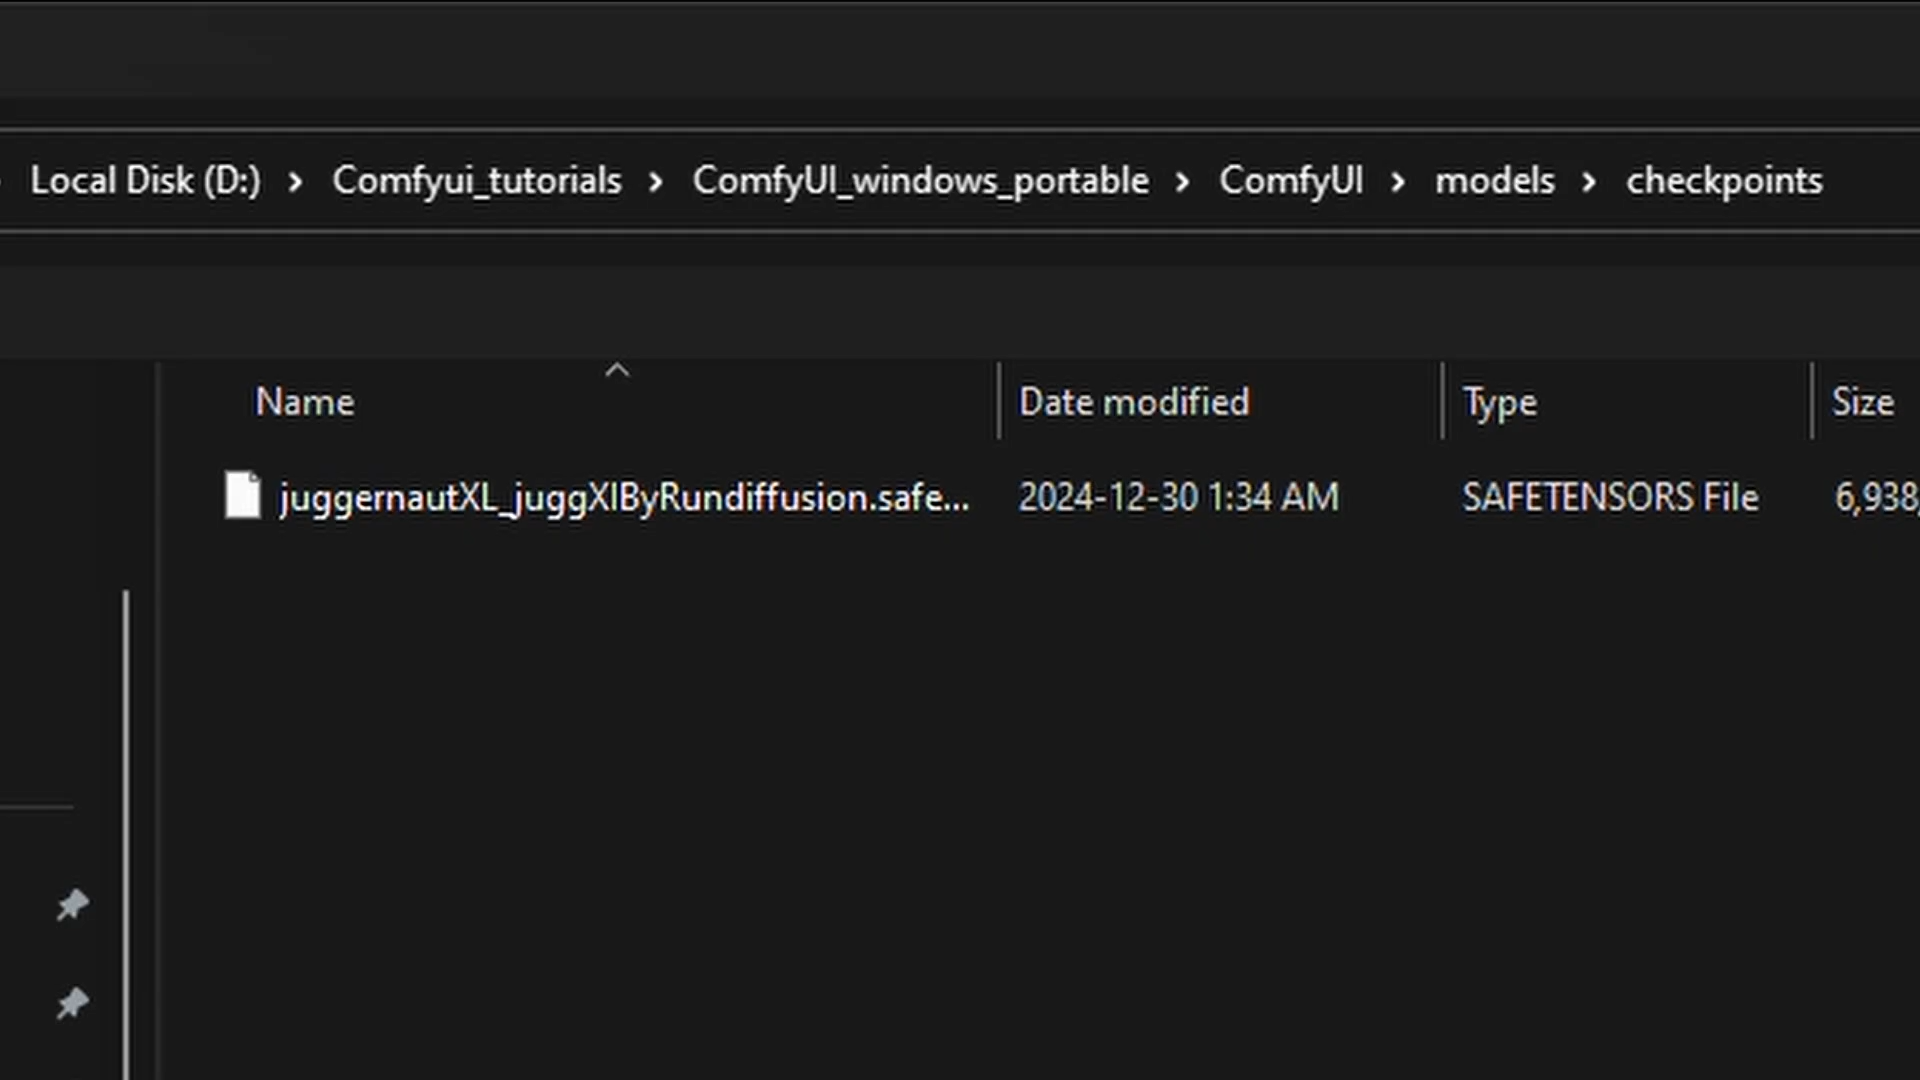 Local Disk (D:) > Comfyui_tutorials > ComfyUI_windows_portable > ComfyUI > models > checkpoints
Name Date modified Type Size
juggernautXL_juggXIByRundiffusion.safe... 2024-12-30 1:34 AM SAFETENSORS File 6,938,